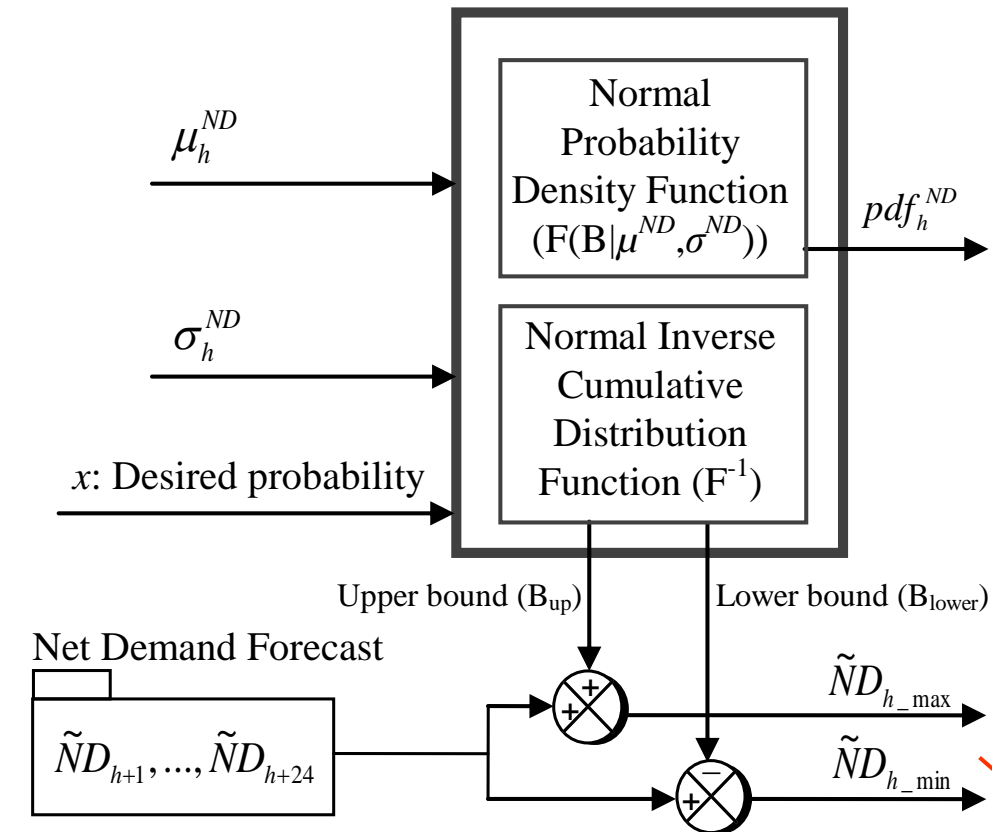 Normal
Probability
Density Function
(F(B|μ^ND,σ^ND))
μ_h^ND
pdf_h^ND
σ_h^ND
Normal Inverse
Cumulative
Distribution
Function (F^-1)
x: Desired probability
Upper bound (B_up)
Lower bound (B_lower)
Net Demand Forecast
ÑD_h+1,...,ÑD_h+24
+
+
ÑD_h_max
−
+
ÑD_h_min